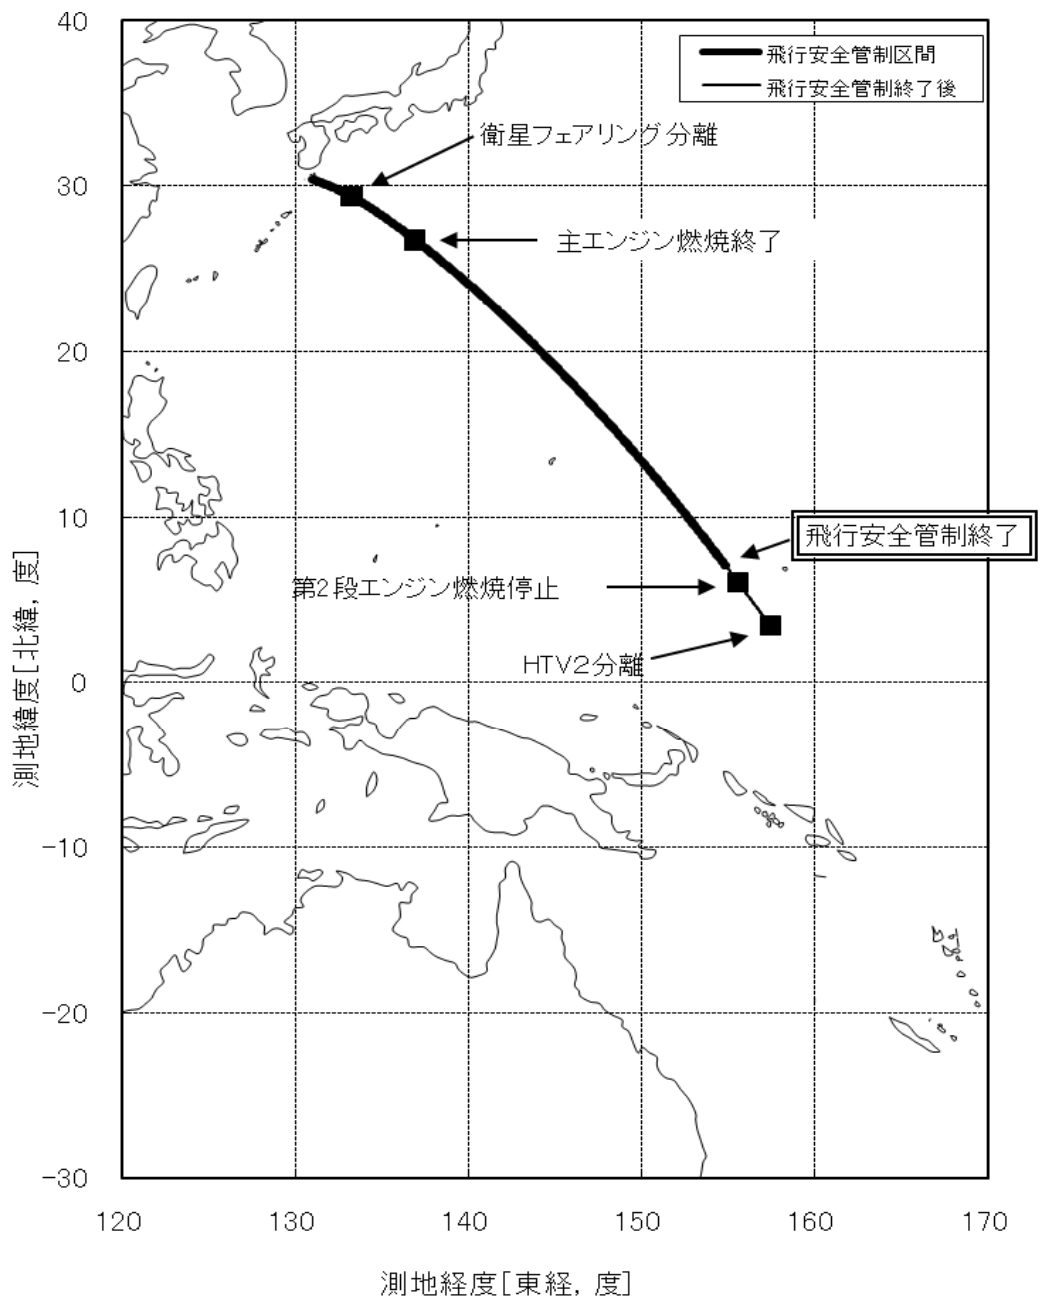 40
飛行安全管制区間
飛行安全管制終了後
衛星フェアリング分離
30
主エンジン燃焼終了
20
10
飛行安全管制終了
第2段エンジン燃焼停止
HTV2分離
0
測地緯度[北緯, 度]
-10
-20
-30
120 130 140 150 160 170
測地経度[東経, 度]